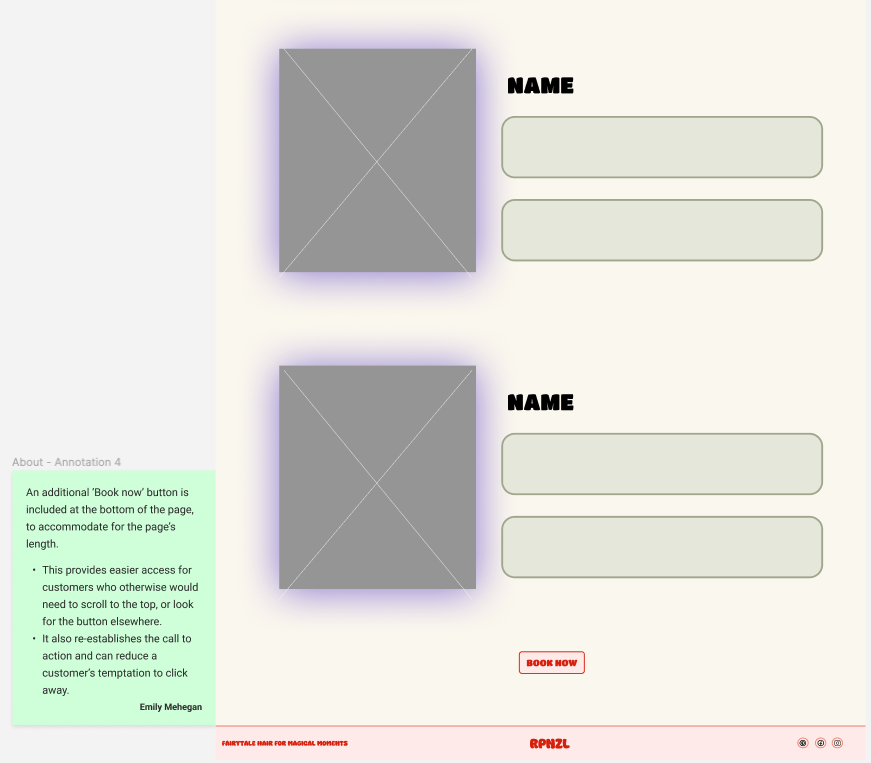 NAME
NAME
About - Annotation 4
An additional ‘Book now’ button is
included at the bottom of the page,
to accommodate for the page’s
length.
• This provides easier access for
customers who otherwise would
need to scroll to the top, or look
for the button elsewhere.
• It also re-establishes the call to
action and can reduce a
customer’s temptation to click
away.
Emily Mehegan
BOOK NOW
FAIRYTALE HAIR FOR MAGICAL MOMENTS
RPNZL